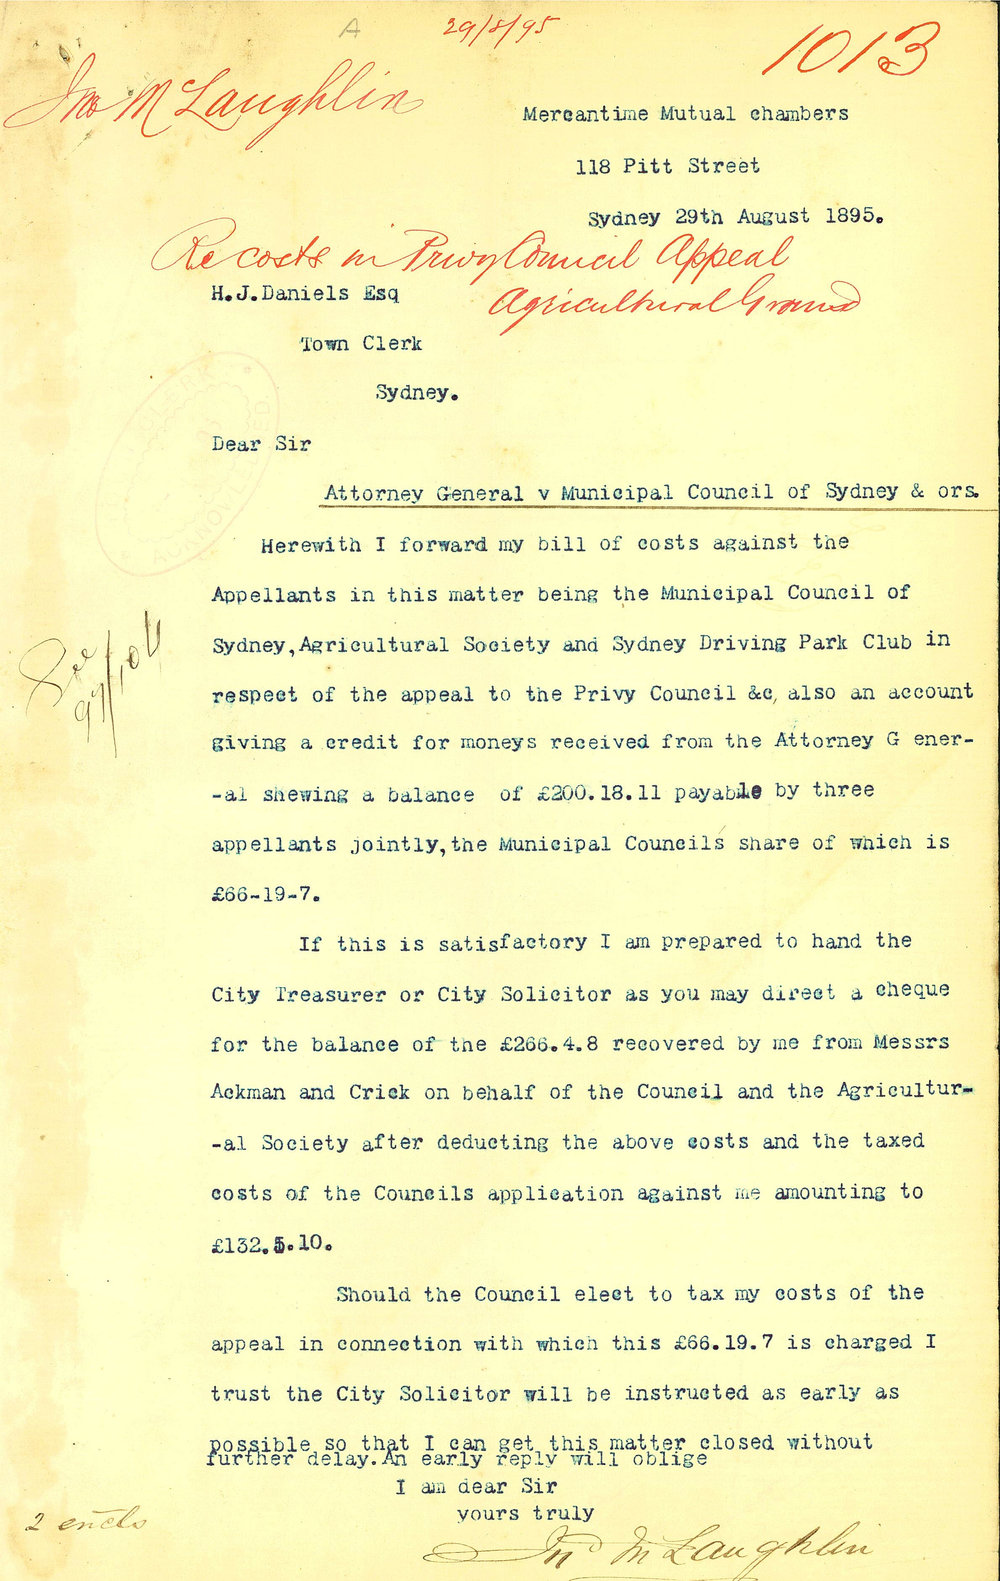 A
29/8/95
1013
Jno McLaughlin
Mercantime Mutual chambers
118 Pitt Street
Sydney 29th August 1895.
Re costs in Privy Council Appeal
Agricultural Ground
H.J.Daniels Esq
Town Clerk
Sydney.
Dear Sir
Attorney General v Municipal Council of Sydney & ors.
Herewith I forward my bill of costs against the
Appellants in this matter being the Municipal Council of
Sydney,Agricultural Society and Sydney Driving Park Club in
respect of the appeal to the Privy Council &c, also an account
giving a credit for moneys received from the Attorney G ener-
-al shewing a balance of £200.18.11 payable by three
appellants jointly,the Municipal Council's share of which is
£66-19-7.
If this is satisfactory I am prepared to hand the
City Treasurer or City Solicitor as you may direct a cheque
for the balance of the £266.4.8 recovered by me from Messrs
Ackman and Crick on behalf of the Council and the Agricultur-
-al Society after deducting the above costs and the taxed
costs of the Councils application against me amounting to
£132.5.10.
Should the Council elect to tax my costs of the
appeal in connection with which this £66.19.7 is charged I
trust the City Solicitor will be instructed as early as
possible so that I can get this matter closed without
further delay.An early reply will oblige
I am dear Sir
yours truly
Jno McLaughlin
See
2 encls